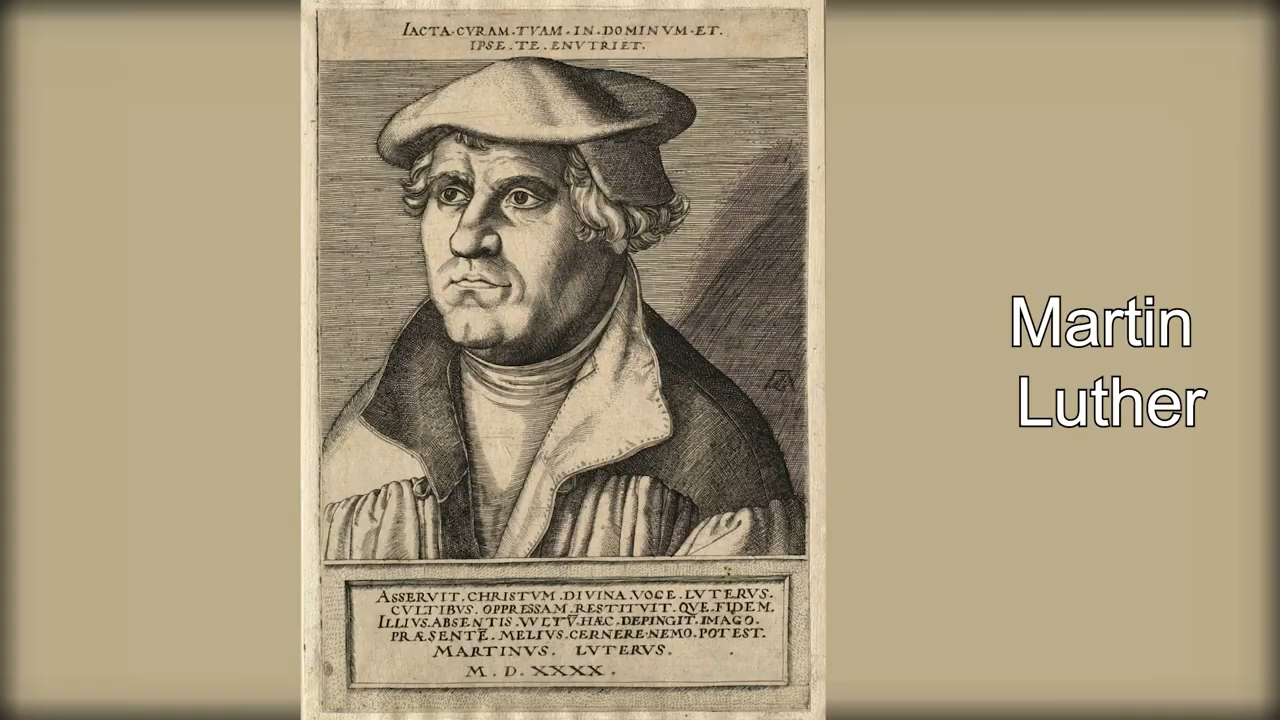 IACTA·CVRAM·TVAM·IN·DOMINVM·ET.
IPSE·TE·ENVTRIET.
ASSERVIT·CHRISTVM·DIVINA·VOCE·LVTERVS·
CVLTIBVS·OPPRESSAM·RESTITVIT·QVE·FIDEM.
ILLIVS·ABSENTIS·VVLTV̅·HÆC·DEPINGIT·IMAGO·
PRÆSENTE̅·MELIVS·CERNERE·NEMO·POTEST.
MARTINVS. LVTERVS.
M·D·XXXX·
Martin
Luther